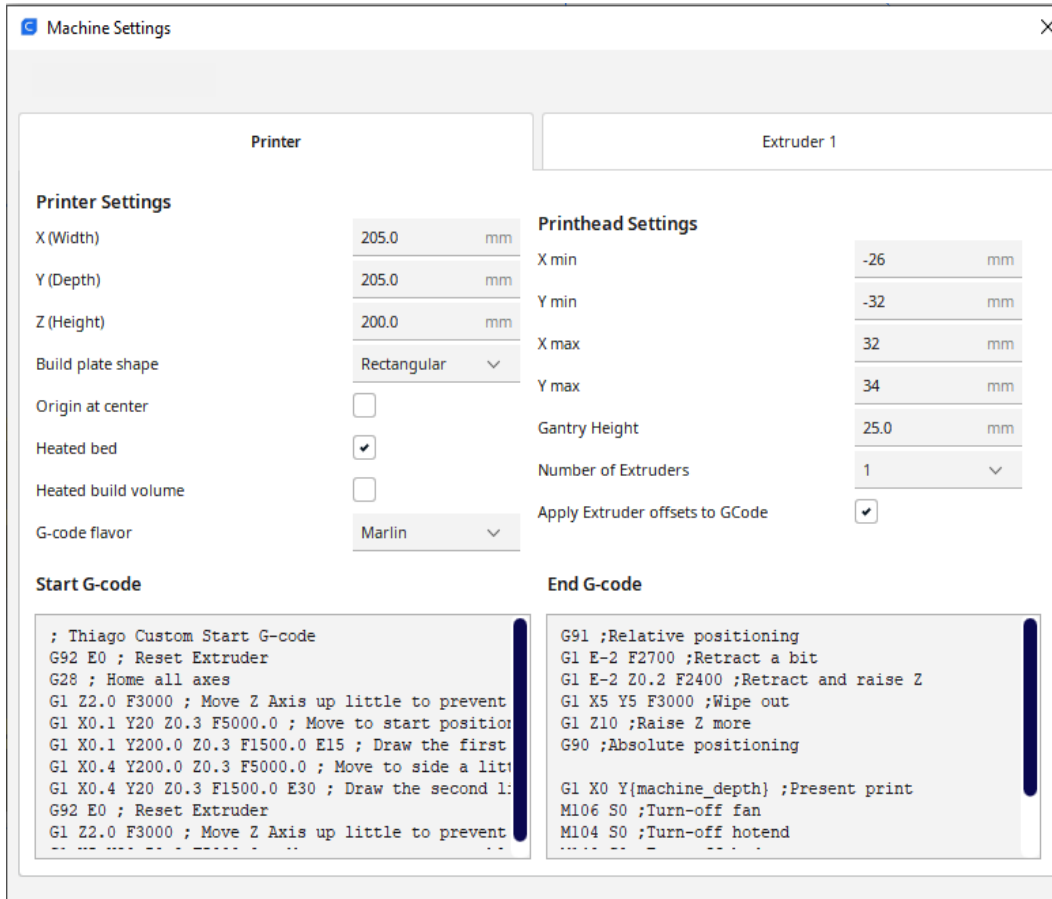 Machine Settings
Printer
Extruder 1
Printer Settings
X (Width)
205.0 mm
Y (Depth)
205.0 mm
Z (Height)
200.0 mm
Build plate shape
Rectangular
Origin at center
Heated bed
Heated build volume
G-code flavor
Marlin
Printhead Settings
X min
-26 mm
Y min
-32 mm
X max
32 mm
Y max
34 mm
Gantry Height
25.0 mm
Number of Extruders
1
Apply Extruder offsets to GCode
Start G-code
; Thiago Custom Start G-code
G92 E0 ; Reset Extruder
G28 ; Home all axes
G1 Z2.0 F3000 ; Move Z Axis up little to prevent
G1 X0.1 Y20 Z0.3 F5000.0 ; Move to start position
G1 X0.1 Y200.0 Z0.3 F1500.0 E15 ; Draw the first
G1 X0.4 Y200.0 Z0.3 F5000.0 ; Move to side a litt
G1 X0.4 Y20 Z0.3 F1500.0 E30 ; Draw the second l
G92 E0 ; Reset Extruder
G1 Z2.0 F3000 ; Move Z Axis up little to prevent
End G-code
G91 ;Relative positioning
G1 E-2 F2700 ;Retract a bit
G1 E-2 Z0.2 F2400 ;Retract and raise Z
G1 X5 Y5 F3000 ;Wipe out
G1 Z10 ;Raise Z more
G90 ;Absolute positioning
G1 X0 Y{machine_depth} ;Present print
M106 S0 ;Turn-off fan
M104 S0 ;Turn-off hotend